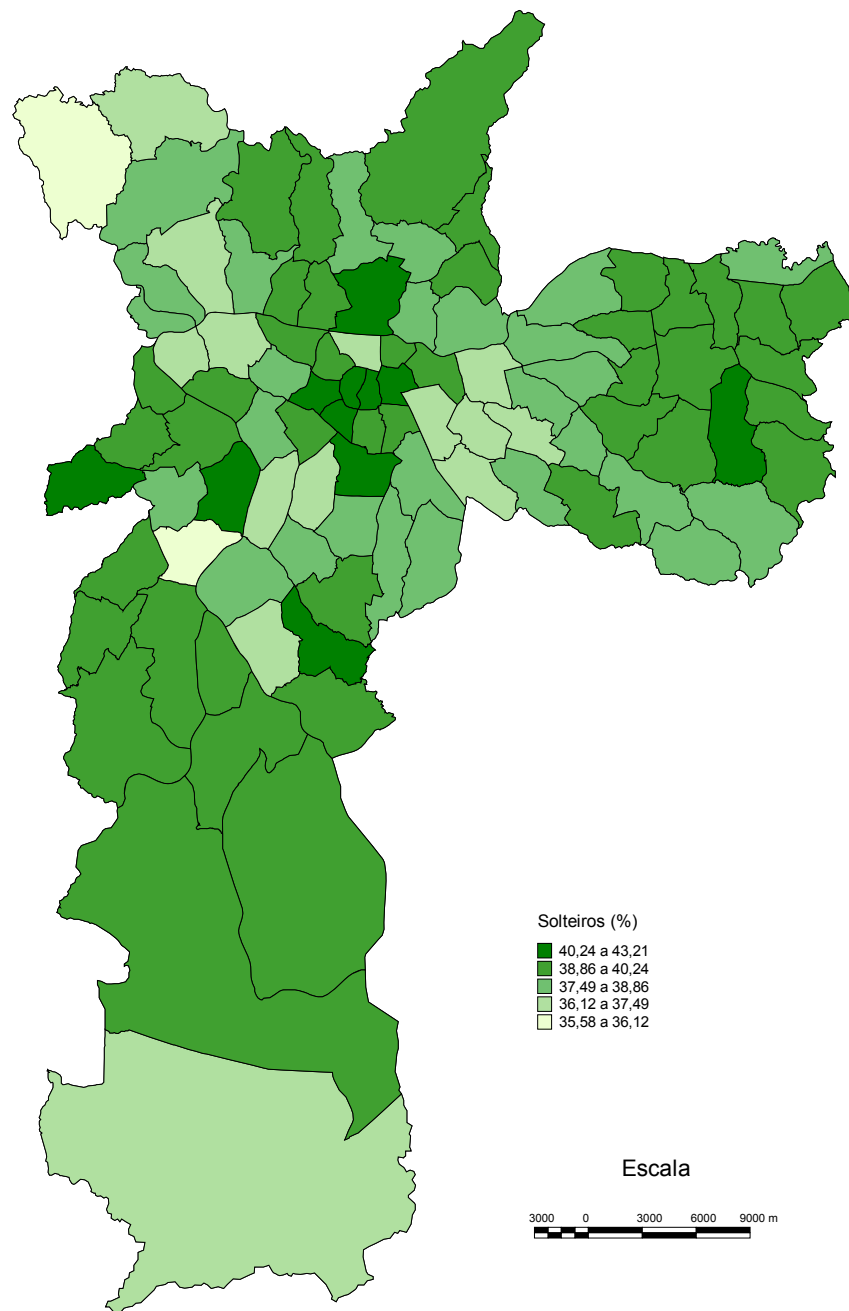 Solteiros (%)
40,24 a 43,21
38,86 a 40,24
37,49 a 38,86
36,12 a 37,49
35,58 a 36,12
Escala
3000 0 3000 6000 9000 m